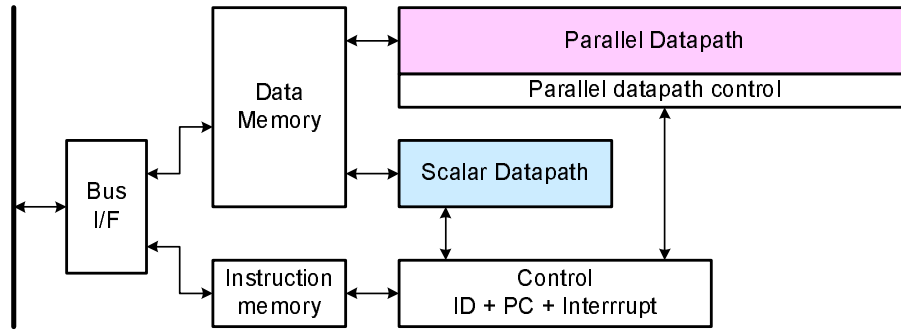 Parallel Datapath
Parallel datapath control
Data
Memory
Scalar Datapath
Bus
I/F
Instruction
memory
Control
ID + PC + Interrrupt